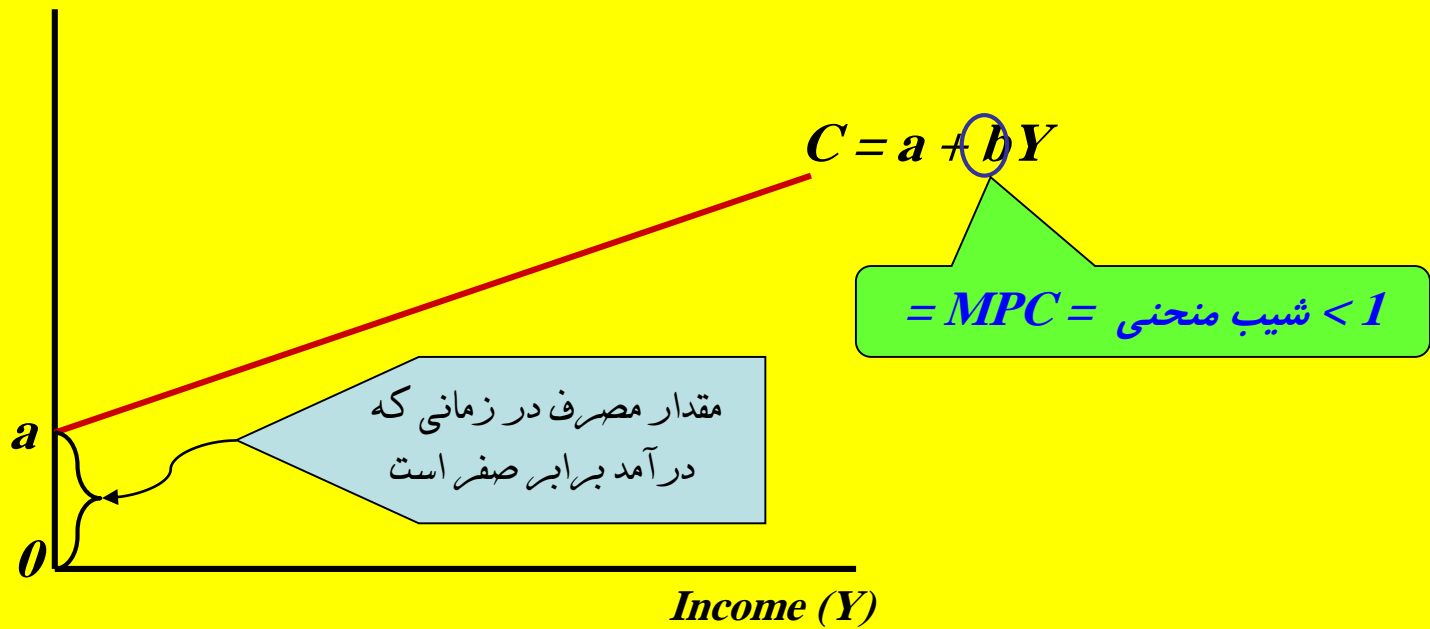 C = a + bY
= MPC = شیب منحنی < 1
مقدار مصرف در زمانی که
درآمد برابر صفر است
a
0
Income (Y)